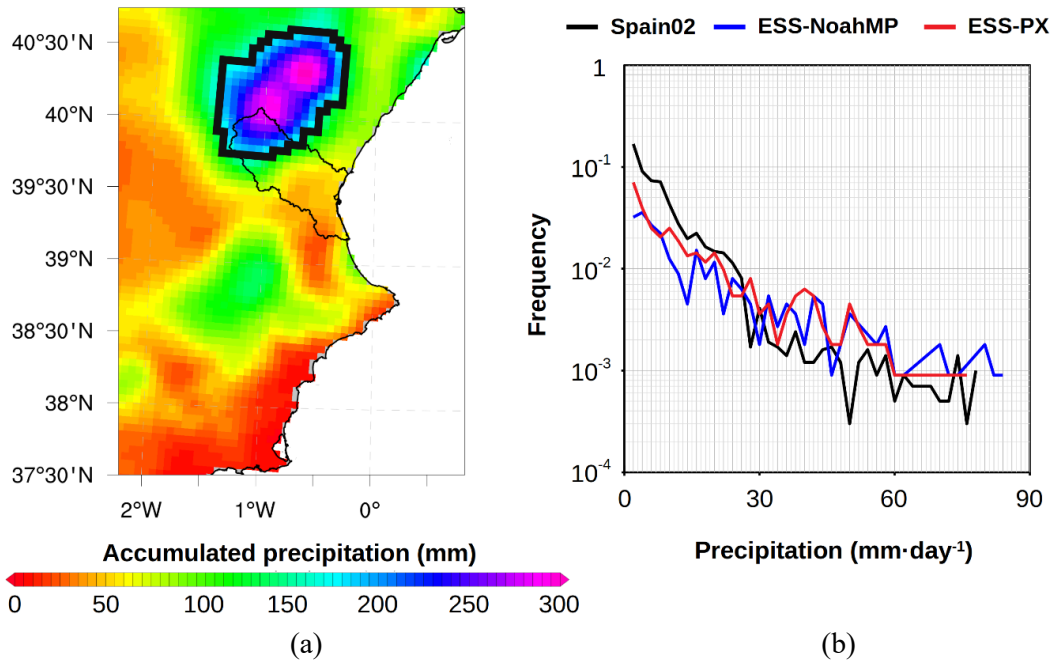 40°30'N
40°N
39°30'N
39°N
38°30'N
38°N
37°30'N
2°W 1°W 0°
Accumulated precipitation (mm)
0 50 100 150 200 250 300
(a)
Spain02 ESS-NoahMP ESS-PX
Frequency
1
10-1
10-2
10-3
10-4
0 30 60 90
Precipitation (mm·day-1)
(b)